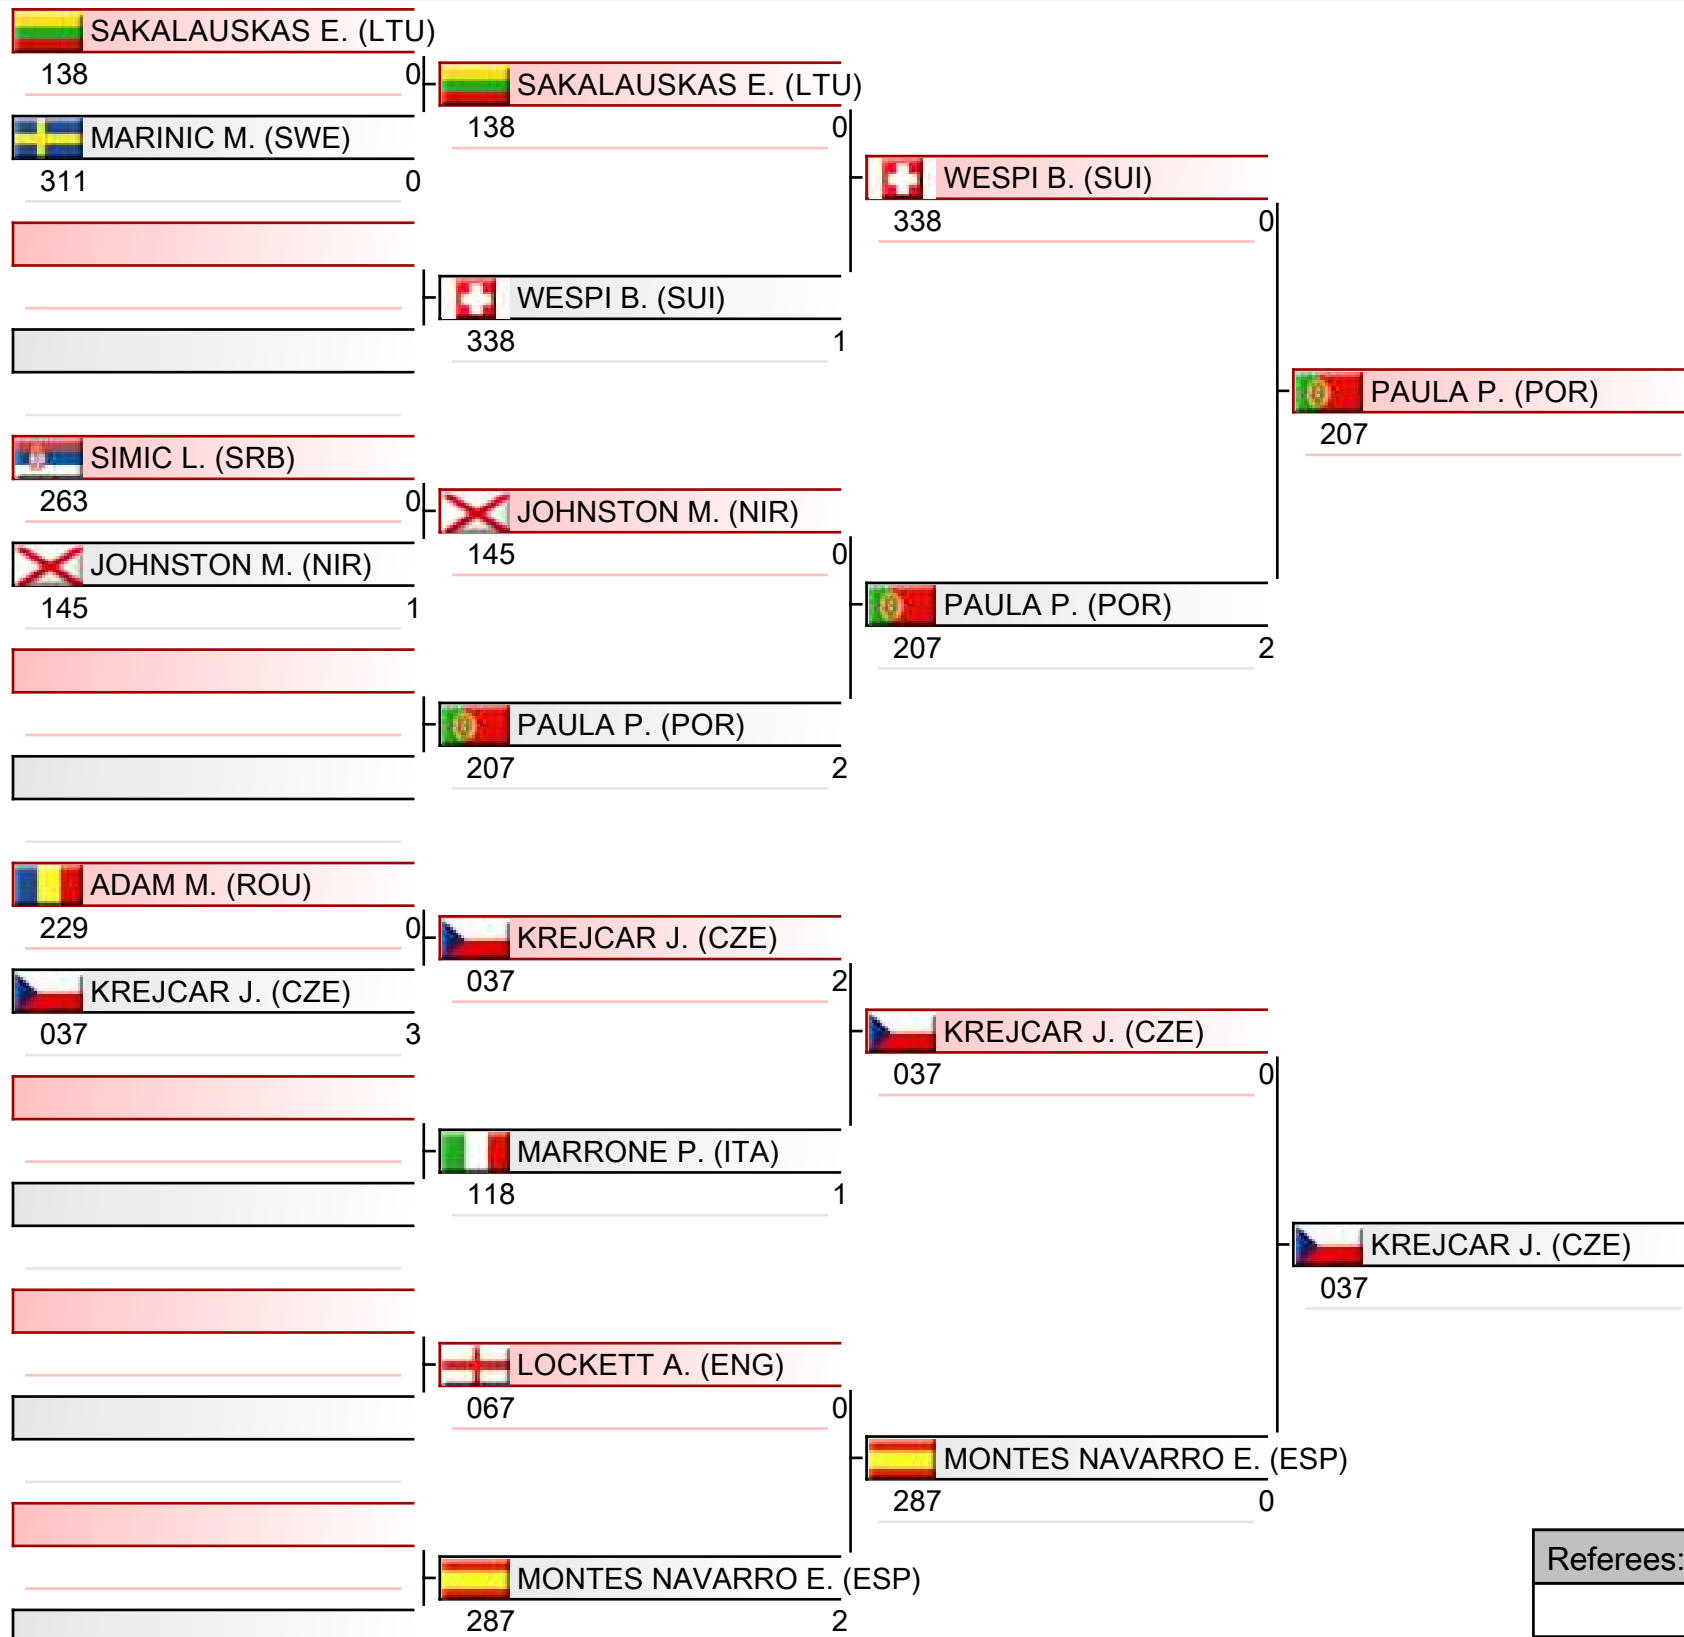 SAKALAUSKAS E. (LTU)
138 0
MARINIC M. (SWE)
311 0
SIMIC L. (SRB)
263 0
JOHNSTON M. (NIR)
145 1
ADAM M. (ROU)
229 0
KREJCAR J. (CZE)
037 3
SAKALAUSKAS E. (LTU)
138 0
WESPI B. (SUI)
338 1
JOHNSTON M. (NIR)
145 0
PAULA P. (POR)
207 2
KREJCAR J. (CZE)
037 2
MARRONE P. (ITA)
118 1
LOCKETT A. (ENG)
067 0
MONTES NAVARRO E. (ESP)
287 2
WESPI B. (SUI)
338 0
PAULA P. (POR)
207 2
KREJCAR J. (CZE)
037 0
MONTES NAVARRO E. (ESP)
287 0
PAULA P. (POR)
207
KREJCAR J. (CZE)
037
Referees: